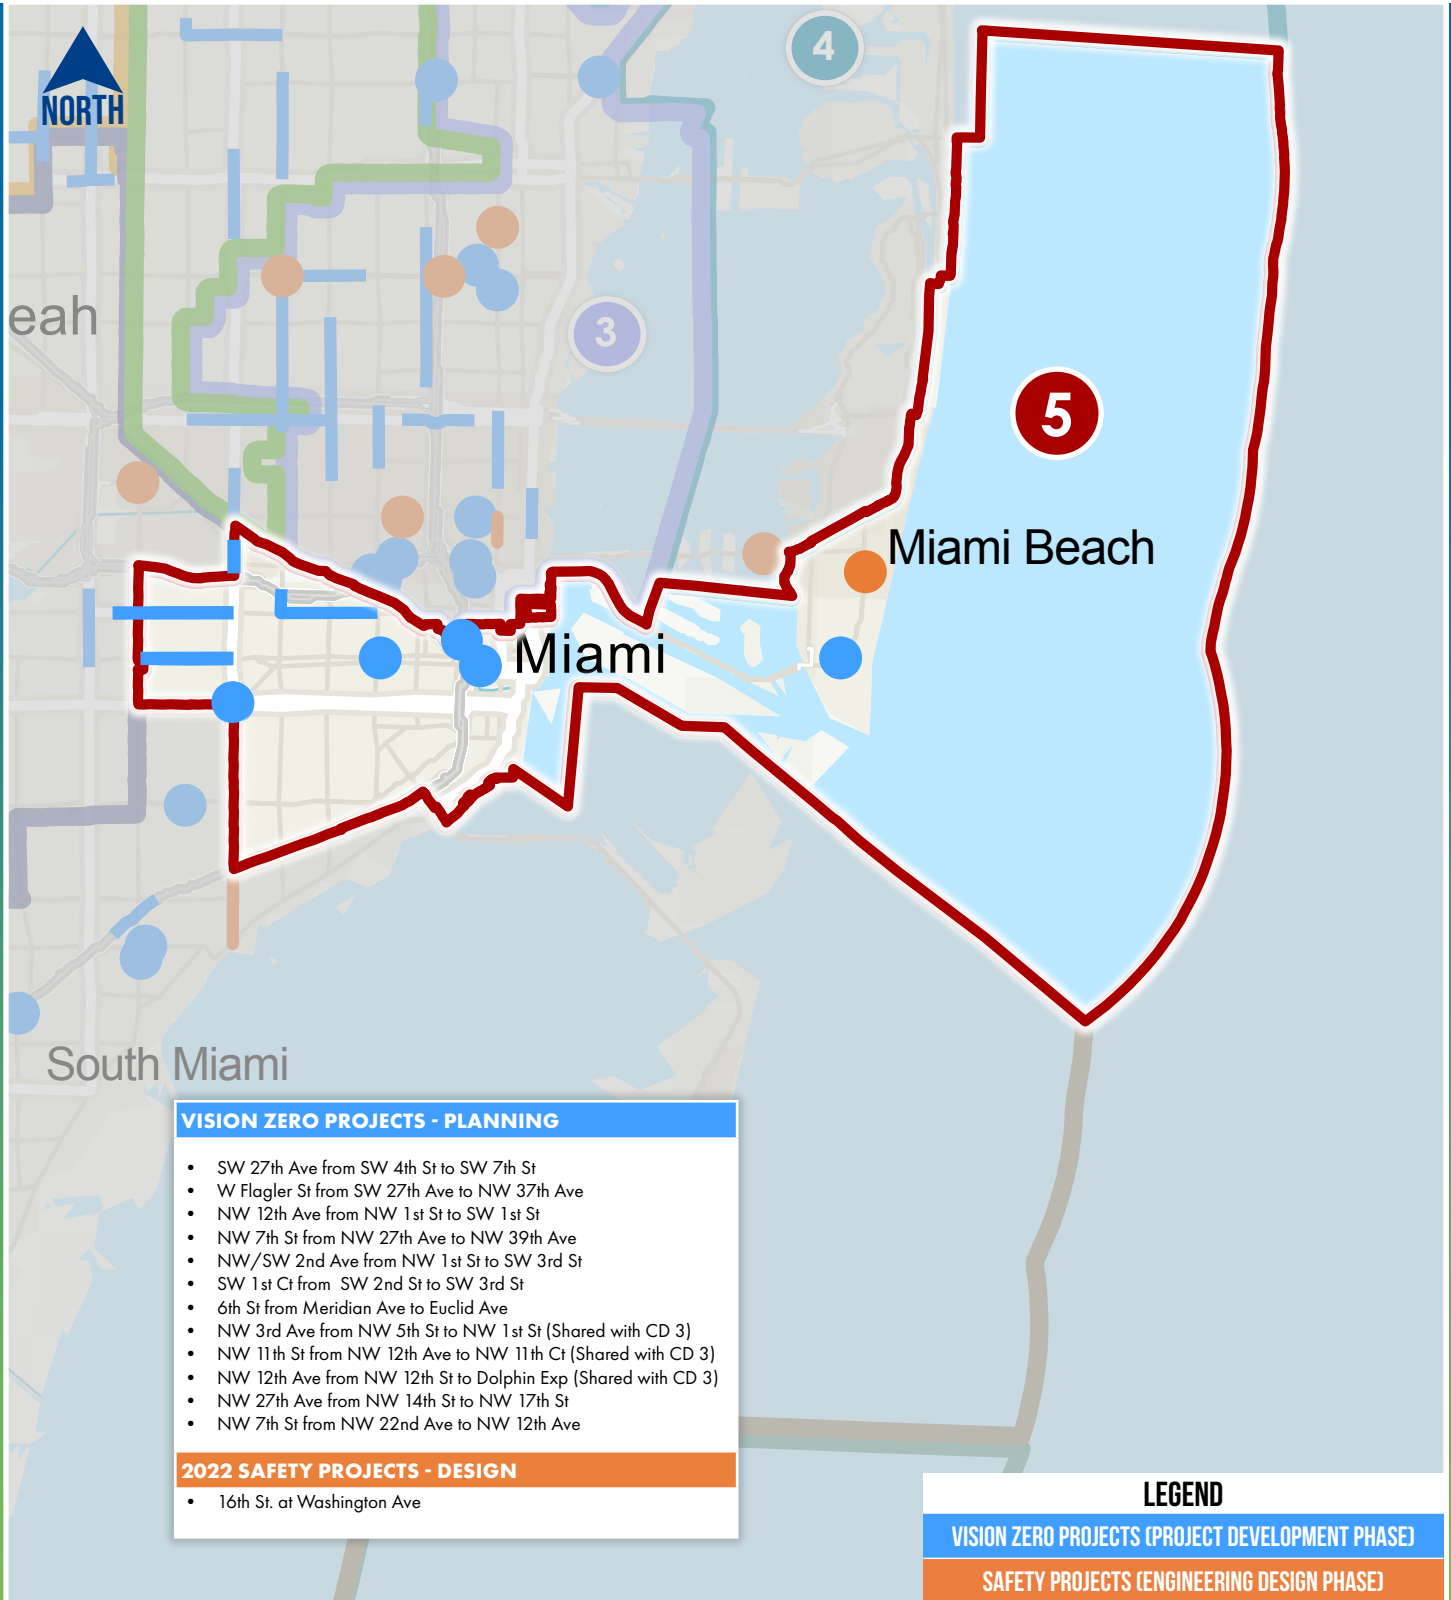 NORTH
4
eah
3
5
Miami Beach
Miami
South Miami
VISION ZERO PROJECTS - PLANNING
• SW 27th Ave from SW 4th St to SW 7th St
• W Flagler St from SW 27th Ave to NW 37th Ave
• NW 12th Ave from NW 1st St to SW 1st St
• NW 7th St from NW 27th Ave to NW 39th Ave
• NW/SW 2nd Ave from NW 1st St to SW 3rd St
• SW 1st Ct from SW 2nd St to SW 3rd St
• 6th St from Meridian Ave to Euclid Ave
• NW 3rd Ave from NW 5th St to NW 1st St (Shared with CD 3)
• NW 11th St from NW 12th Ave to NW 11th Ct (Shared with CD 3)
• NW 12th Ave from NW 12th St to Dolphin Exp (Shared with CD 3)
• NW 27th Ave from NW 14th St to NW 17th St
• NW 7th St from NW 22nd Ave to NW 12th Ave
2022 SAFETY PROJECTS - DESIGN
• 16th St. at Washington Ave
LEGEND
VISION ZERO PROJECTS (PROJECT DEVELOPMENT PHASE)
SAFETY PROJECTS (ENGINEERING DESIGN PHASE)